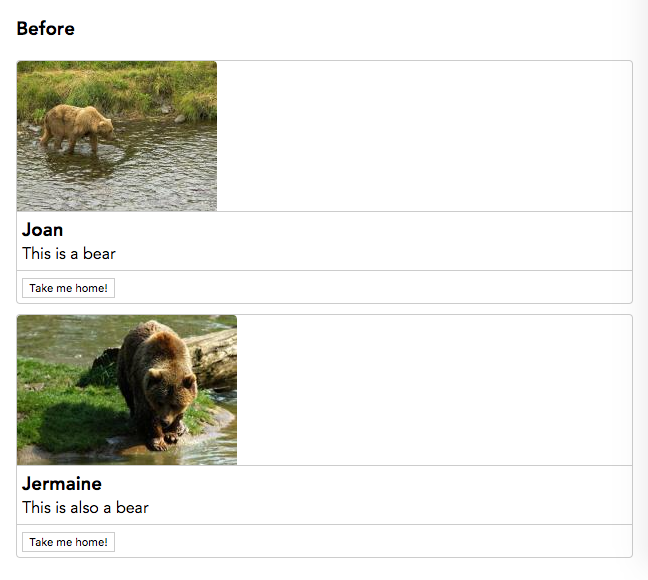 Before
Joan
This is a bear
Take me home!
Jermaine
This is also a bear
Take me home!